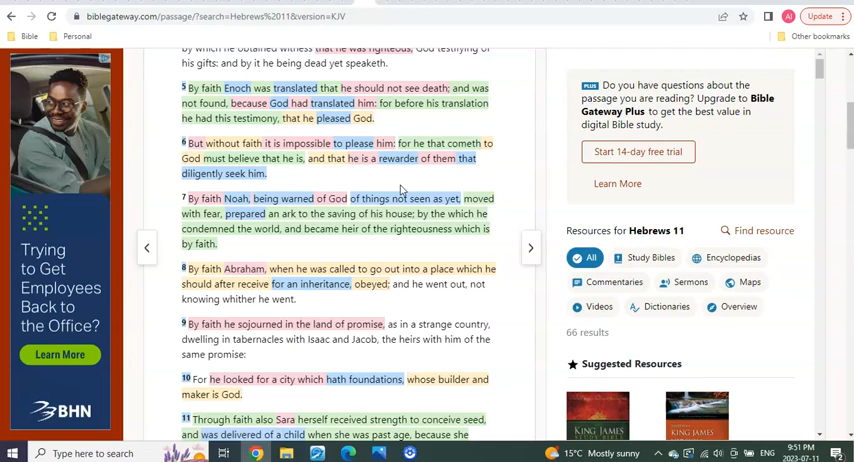 biblegateway.com/passage/?search=Hebrews%2011&version=KJV
AI
Update
Bible
Personal
Other bookmarks
by which he obtained witness that he was righteous, God testifying of
his gifts: and by it he being dead yet speaketh.
5 By faith Enoch was translated that he should not see death; and was
not found, because God had translated him: for before his translation
he had this testimony, that he pleased God.
6 But without faith it is impossible to please him: for he that cometh to
God must believe that he is, and that he is a rewarder of them that
diligently seek him.
7 By faith Noah, being warned of God of things not seen as yet, moved
with fear, prepared an ark to the saving of his house; by the which he
condemned the world, and became heir of the righteousness which is
by faith.
8 By faith Abraham, when he was called to go out into a place which he
should after receive for an inheritance, obeyed; and he went out, not
knowing whither he went.
9 By faith he sojourned in the land of promise, as in a strange country,
dwelling in tabernacles with Isaac and Jacob, the heirs with him of the
same promise:
10 For he looked for a city which hath foundations, whose builder and
maker is God.
11 Through faith also Sara herself received strength to conceive seed,
and was delivered of a child when she was past age, because she
Trying
to Get
Employees
Back to
the Office?
Learn More
BHN
PLUS Do you have questions about the
passage you are reading? Upgrade to Bible
Gateway Plus to get the best value in
digital Bible study.
Start 14-day free trial
Learn More
Resources for Hebrews 11
Find resource
All
Study Bibles
Encyclopedias
Commentaries
Sermons
Maps
Videos
Dictionaries
Overview
66 results
Suggested Resources
KING JAMES
KING JAMES
Type here to search
15°C Mostly sunny
ENG
9:51 PM
2023-07-11
2